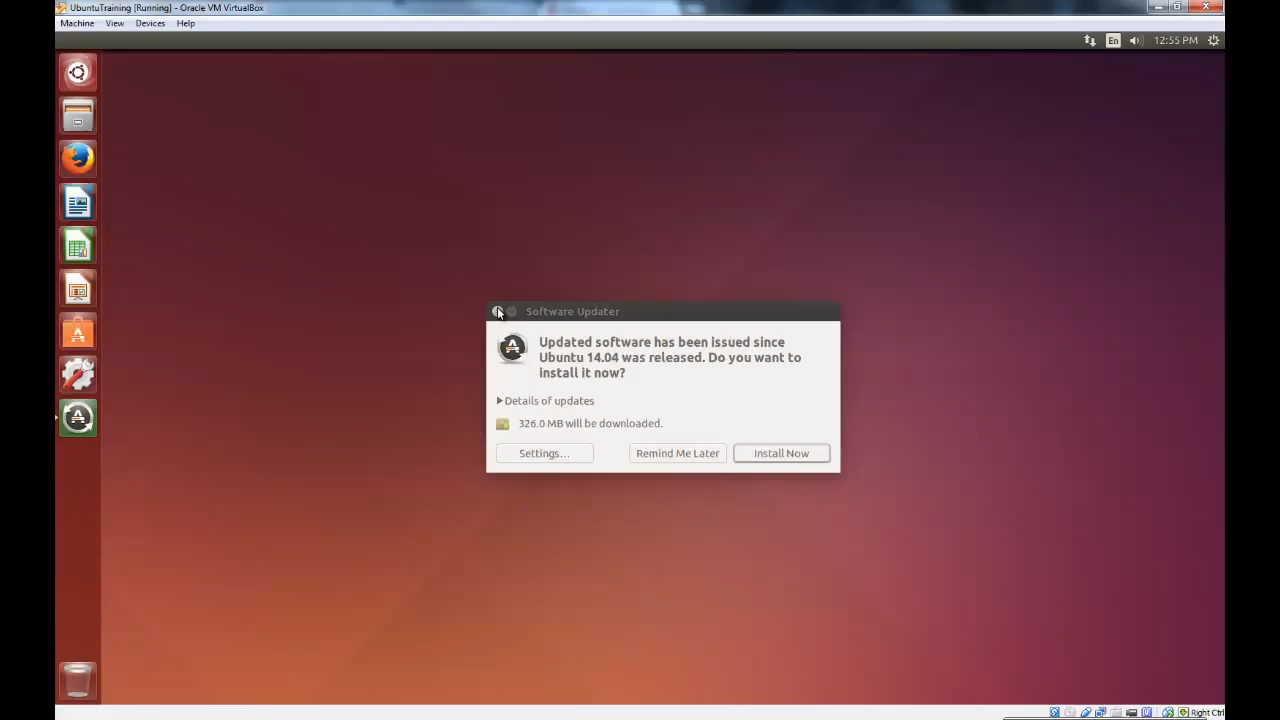 UbuntuTraining [Running] - Oracle VM VirtualBox
Machine View Devices Help
En 12:55 PM
Software Updater
Updated software has been issued since
Ubuntu 14.04 was released. Do you want to
install it now?
Details of updates
326.0 MB will be downloaded.
Settings... Remind Me Later Install Now
Right Ctrl